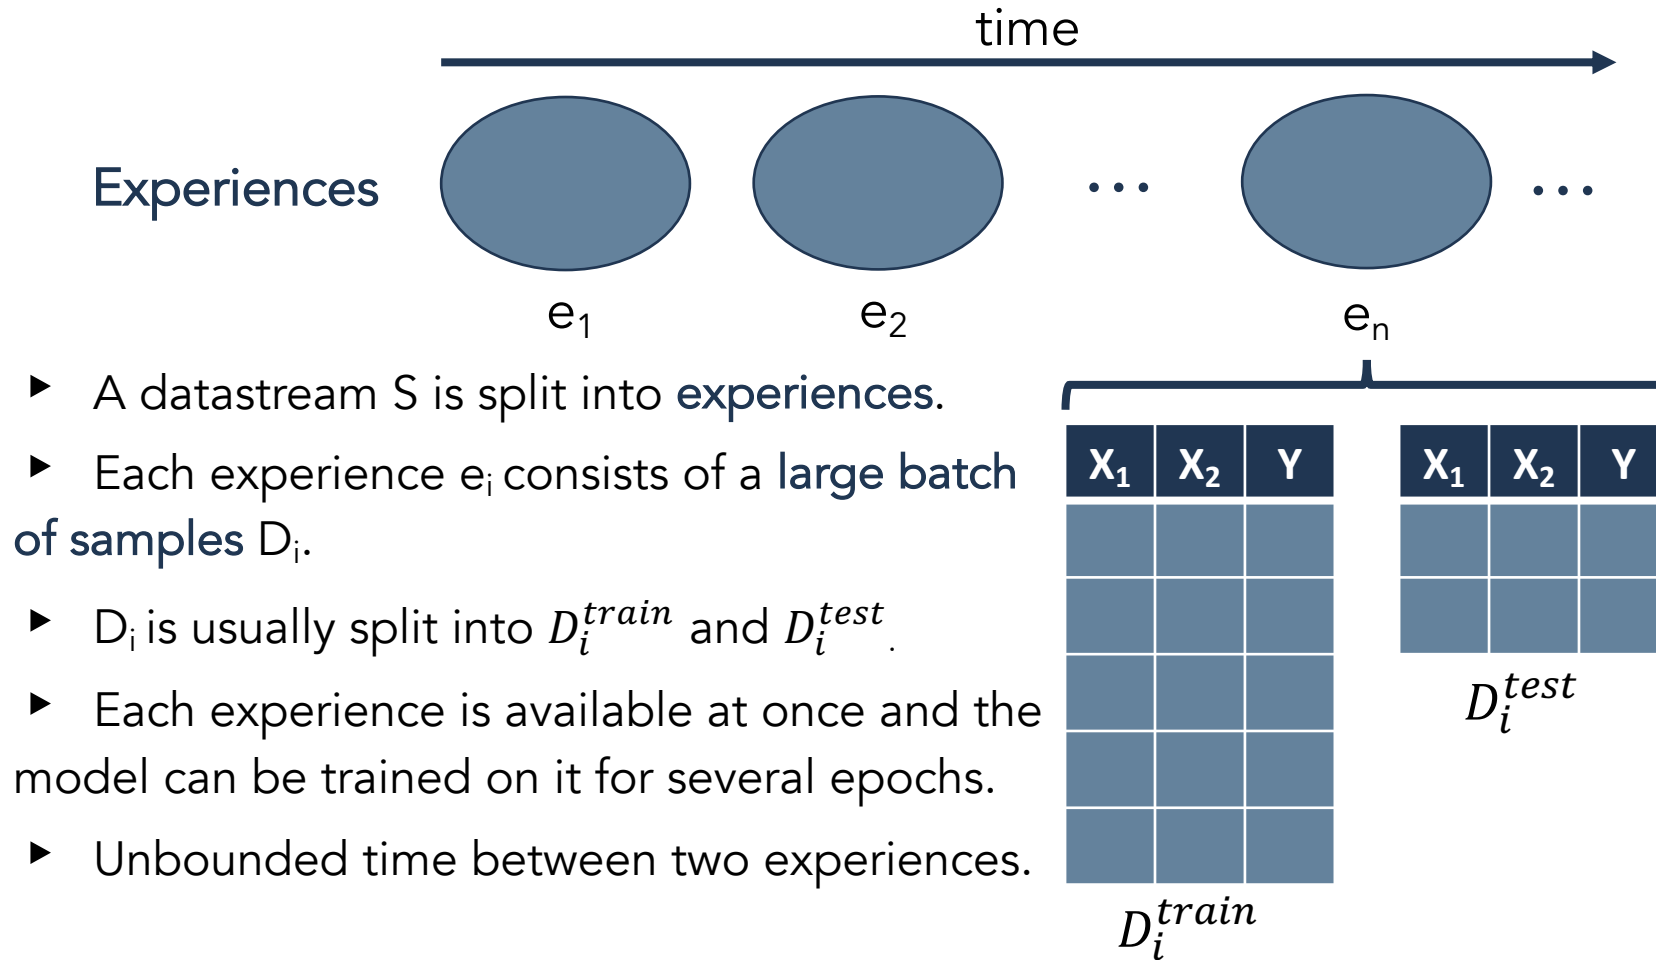 time
Experiences
...
...
e₁
e₂
eₙ
▶ A datastream S is split into experiences.
▶ Each experience eᵢ consists of a large batch
of samples Dᵢ.
▶ Dᵢ is usually split into D_i^{train} and D_i^{test}.
▶ Each experience is available at once and the
model can be trained on it for several epochs.
▶ Unbounded time between two experiences.
X₁ X₂ Y
D_i^{train}
X₁ X₂ Y
D_i^{test}